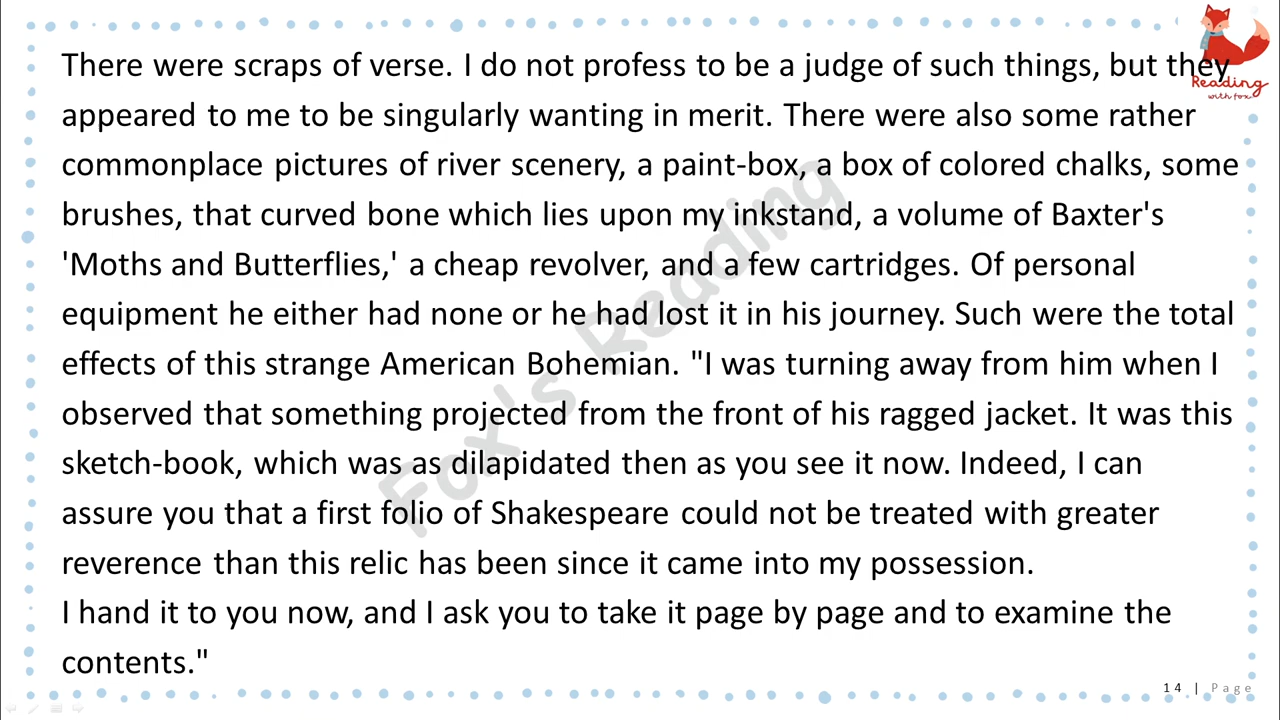 There were scraps of verse. I do not profess to be a judge of such things, but they
appeared to me to be singularly wanting in merit. There were also some rather
commonplace pictures of river scenery, a paint-box, a box of colored chalks, some
brushes, that curved bone which lies upon my inkstand, a volume of Baxter's
'Moths and Butterflies,' a cheap revolver, and a few cartridges. Of personal
equipment he either had none or he had lost it in his journey. Such were the total
effects of this strange American Bohemian. "I was turning away from him when I
observed that something projected from the front of his ragged jacket. It was this
sketch-book, which was as dilapidated then as you see it now. Indeed, I can
assure you that a first folio of Shakespeare could not be treated with greater
reverence than this relic has been since it came into my possession.
I hand it to you now, and I ask you to take it page by page and to examine the
contents."
Reading
with fox
Fox's Reading
14 | Page